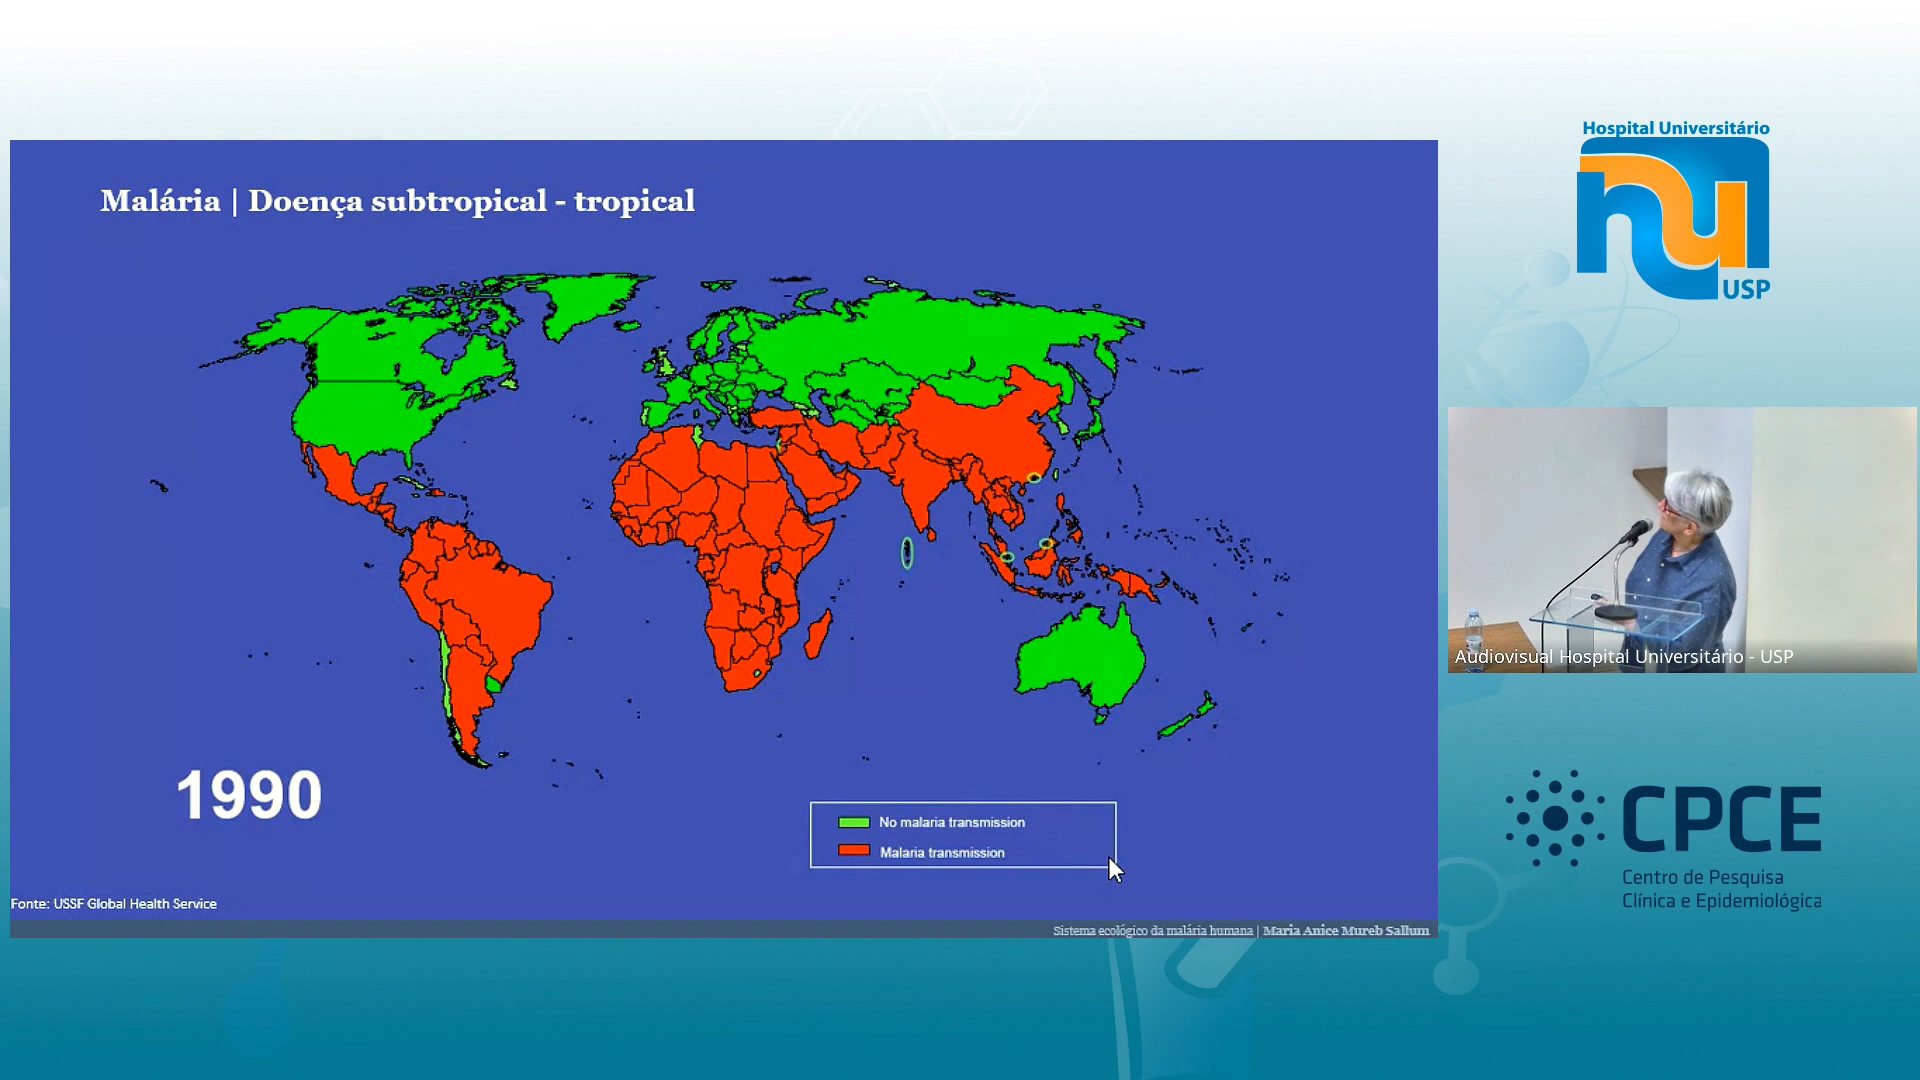 Malária | Doença subtropical - tropical
1990
No malaria transmission
Malaria transmission
Fonte: USSF Global Health Service
Sistema ecológico da malária humana | Maria Anice Mureb Sallum
Hospital Universitário
hu
USP
Audiovisual Hospital Universitário - USP
CPCE
Centro de Pesquisa
Clínica e Epidemiológica